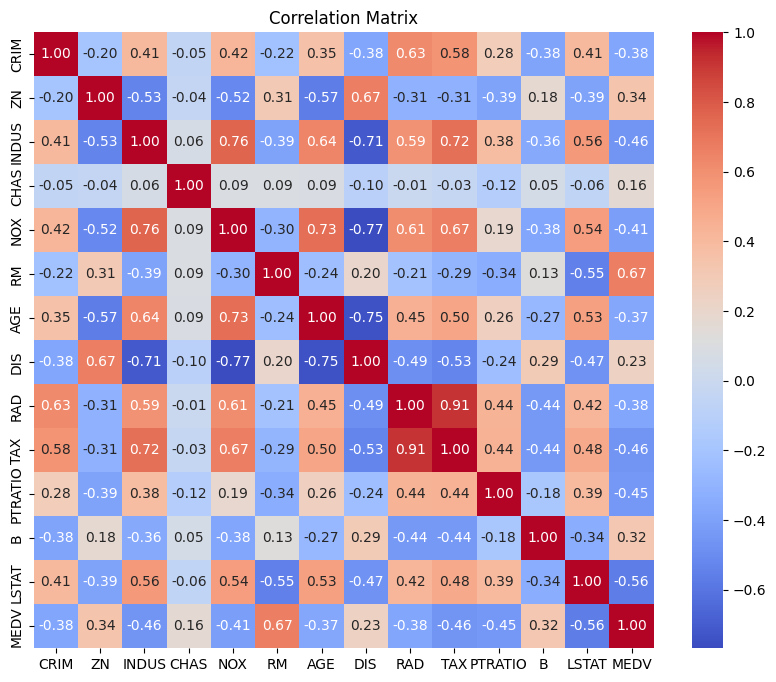 Correlation Matrix
CRIM 1.00 -0.20 0.41 -0.05 0.42 -0.22 0.35 -0.38 0.63 0.58 0.28 -0.38 0.41 -0.38
ZN -0.20 1.00 -0.53 -0.04 -0.52 0.31 -0.57 0.67 -0.31 -0.31 -0.39 0.18 -0.39 0.34
INDUS 0.41 -0.53 1.00 0.06 0.76 -0.39 0.64 -0.71 0.59 0.72 0.38 -0.36 0.56 -0.46
CHAS -0.05 -0.04 0.06 1.00 0.09 0.09 0.09 -0.10 -0.01 -0.03 -0.12 0.05 -0.06 0.16
NOX 0.42 -0.52 0.76 0.09 1.00 -0.30 0.73 -0.77 0.61 0.67 0.19 -0.38 0.54 -0.41
RM -0.22 0.31 -0.39 0.09 -0.30 1.00 -0.24 0.20 -0.21 -0.29 -0.34 0.13 -0.55 0.67
AGE 0.35 -0.57 0.64 0.09 0.73 -0.24 1.00 -0.75 0.45 0.50 0.26 -0.27 0.53 -0.37
DIS -0.38 0.67 -0.71 -0.10 -0.77 0.20 -0.75 1.00 -0.49 -0.53 -0.24 0.29 -0.47 0.23
RAD 0.63 -0.31 0.59 -0.01 0.61 -0.21 0.45 -0.49 1.00 0.91 0.44 -0.44 0.42 -0.38
TAX 0.58 -0.31 0.72 -0.03 0.67 -0.29 0.50 -0.53 0.91 1.00 0.44 -0.44 0.48 -0.46
PTRATIO 0.28 -0.39 0.38 -0.12 0.19 -0.34 0.26 -0.24 0.44 0.44 1.00 -0.18 0.39 -0.45
B -0.38 0.18 -0.36 0.05 -0.38 0.13 -0.27 0.29 -0.44 -0.44 -0.18 1.00 -0.34 0.32
LSTAT 0.41 -0.39 0.56 -0.06 0.54 -0.55 0.53 -0.47 0.42 0.48 0.39 -0.34 1.00 -0.56
MEDV -0.38 0.34 -0.46 0.16 -0.41 0.67 -0.37 0.23 -0.38 -0.46 -0.45 0.32 -0.56 1.00
CRIM ZN INDUS CHAS NOX RM AGE DIS RAD TAX PTRATIO B LSTAT MEDV
1.0
0.8
0.6
0.4
0.2
0.0
−0.2
−0.4
−0.6